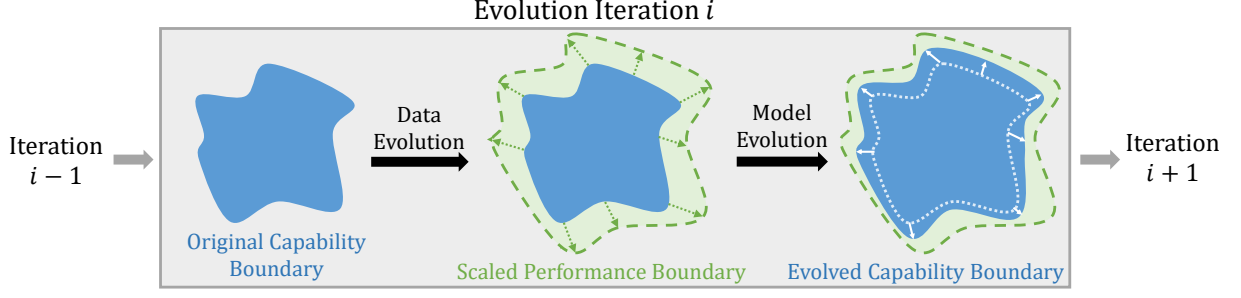 Evolution Iteration i
Iteration
i − 1
Original Capability
Boundary
Data
Evolution
Scaled Performance Boundary
Model
Evolution
Evolved Capability Boundary
Iteration
i + 1